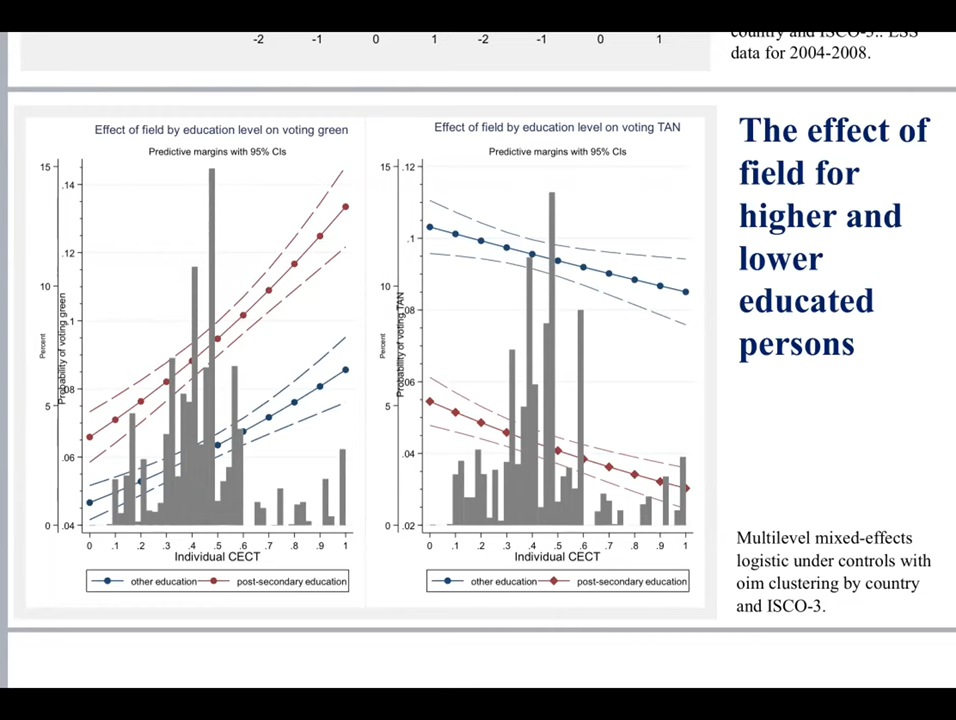 -2 -1 0 1 -2 -1 0 1
country and ISCO-3.. ESS
data for 2004-2008.
Effect of field by education level on voting green
Predictive margins with 95% CIs
15
10
5
0
Percent
.14
.12
.1
.08
.06
.04
Probability of voting green
0 .1 .2 .3 .4 .5 .6 .7 .8 .9 1
Individual CECT
other education post-secondary education
Effect of field by education level on voting TAN
Predictive margins with 95% CIs
15
10
5
0
Percent
.12
.1
.08
.06
.04
.02
Probability of voting TAN
0 .1 .2 .3 .4 .5 .6 .7 .8 .9 1
Individual CECT
other education post-secondary education
The effect of
field for
higher and
lower
educated
persons
Multilevel mixed-effects
logistic under controls with
oim clustering by country
and ISCO-3.